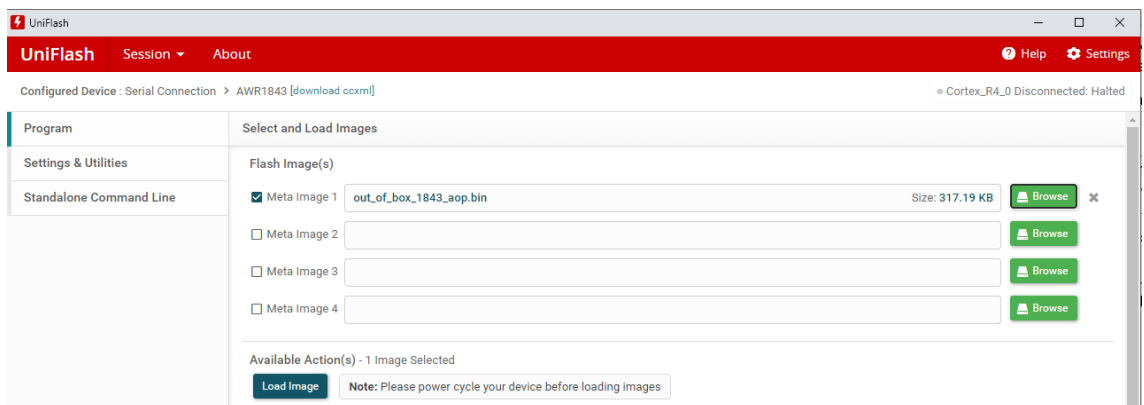 UniFlash
UniFlash Session About Help Settings
Configured Device : Serial Connection > AWR1843 [download ccxml] Cortex_R4_0 Disconnected: Halted
Program Select and Load Images
Settings & Utilities Flash Image(s)
Standalone Command Line Meta Image 1 out_of_box_1843_aop.bin Size: 317.19 KB Browse
Meta Image 2 Browse
Meta Image 3 Browse
Meta Image 4 Browse
Available Action(s) - 1 Image Selected
Load Image Note: Please power cycle your device before loading images